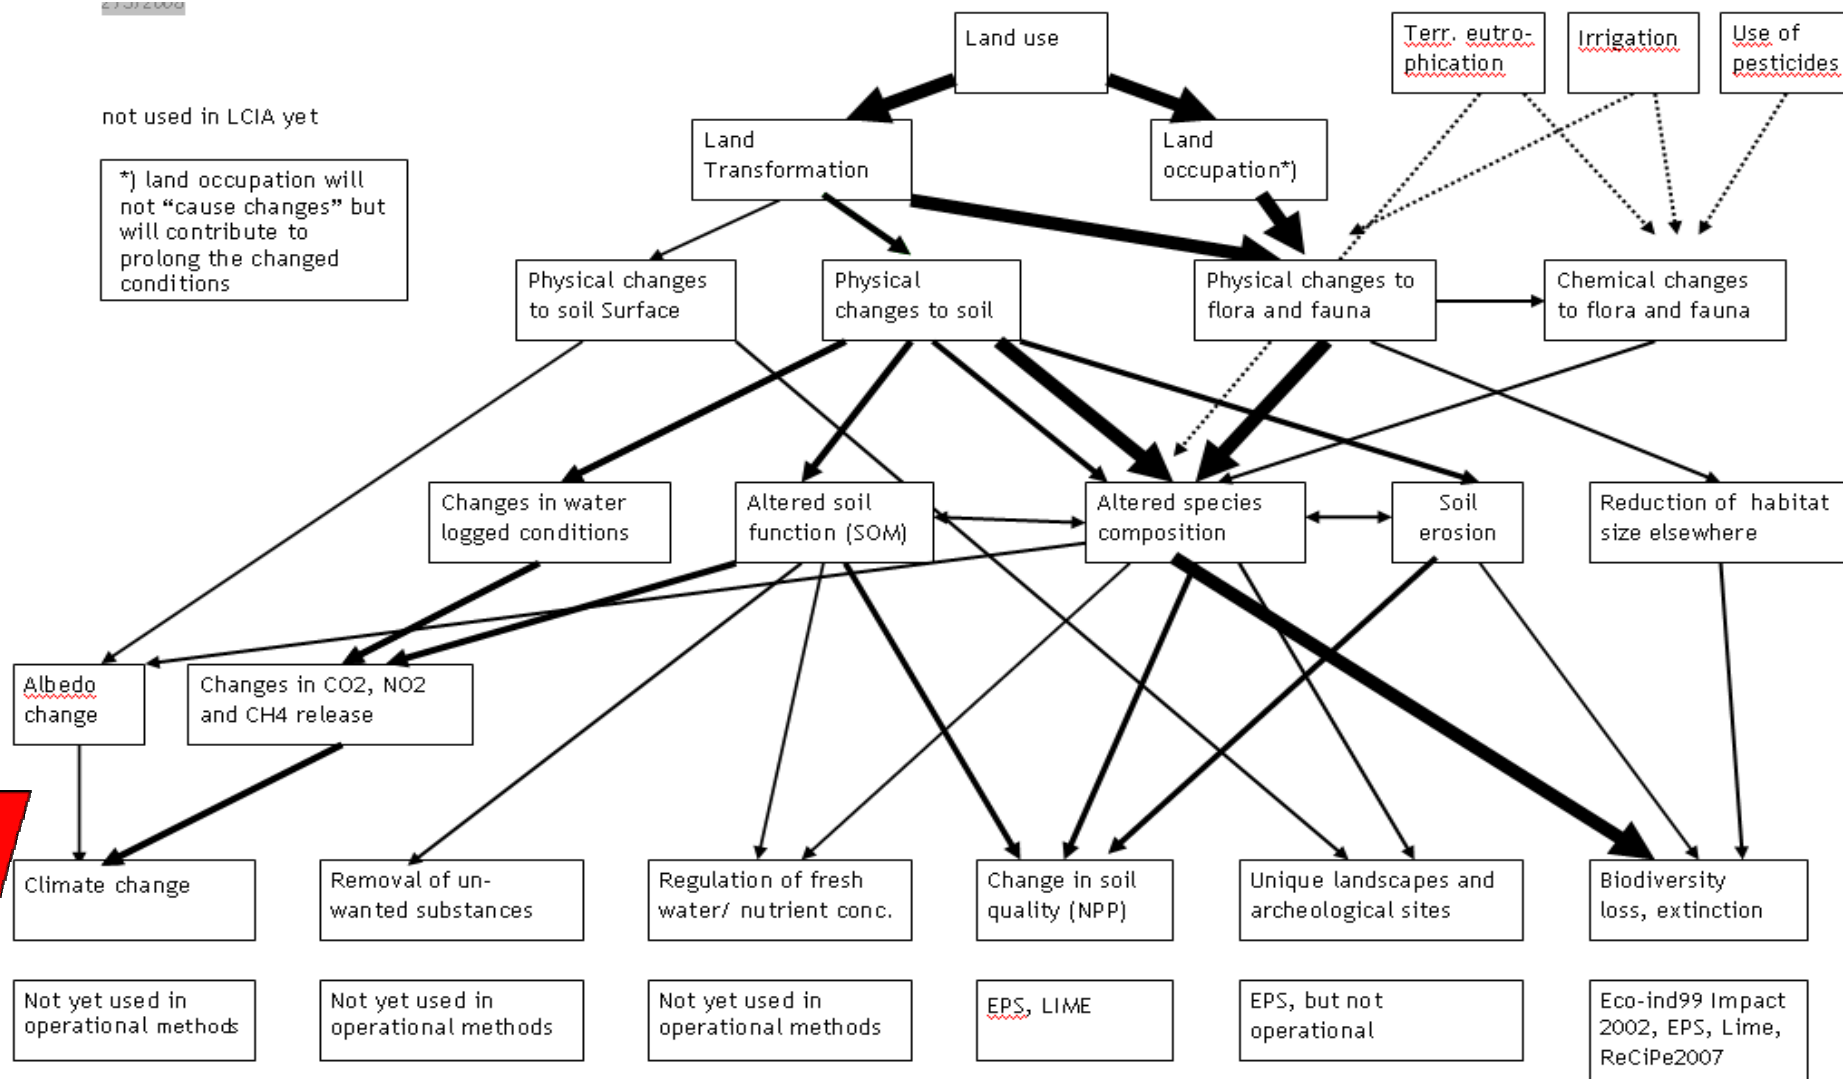 2/5/2008
Land use
Terr. eutro-
phication
Irrigation
Use of
pesticides
not used in LCIA yet
Land
Transformation
Land
occupation*)
*) land occupation will
not “cause changes” but
will contribute to
prolong the changed
conditions
Physical changes
to soil Surface
Physical
changes to soil
Physical changes to
flora and fauna
Chemical changes
to flora and fauna
Changes in water
logged conditions
Altered soil
function (SOM)
Altered species
composition
Soil
erosion
Reduction of habitat
size elsewhere
Albedo
change
Changes in CO2, NO2
and CH4 release
Climate change
Removal of un-
wanted substances
Regulation of fresh
water/ nutrient conc.
Change in soil
quality (NPP)
Unique landscapes and
archeological sites
Biodiversity
loss, extinction
Not yet used in
operational methods
Not yet used in
operational methods
Not yet used in
operational methods
EPS, LIME
EPS, but not
operational
Eco-ind99 Impact
2002, EPS, Lime,
ReCiPe2007